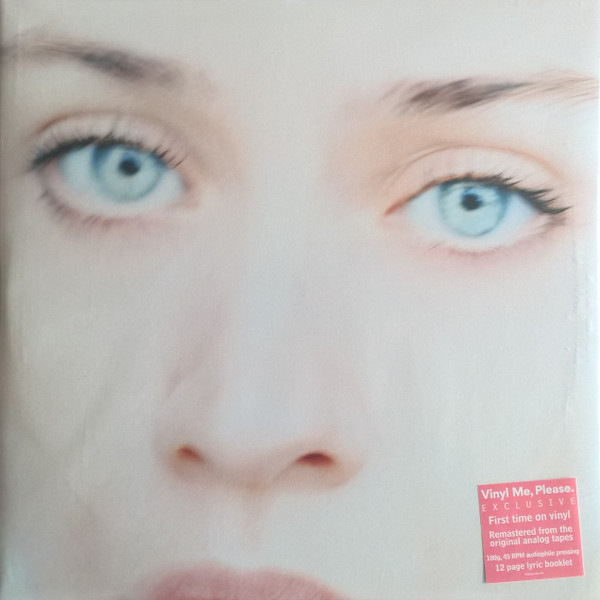 Vinyl Me, Please.
EXCLUSIVE
First time on vinyl
Remastered from the
original analog tapes
180g, 45 RPM audiophile pressing
12 page lyric booklet